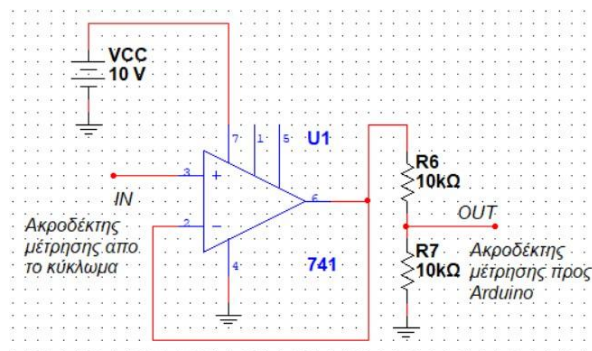 VCC
10 V
7
1
5
U1
3
+
6
R6
10kΩ
IN
2
−
OUT
Ακροδέκτης
μέτρησης απο
το κύκλωμα
4
741
R7
10kΩ
Ακροδέκτης
μέτρησης προς
Arduino